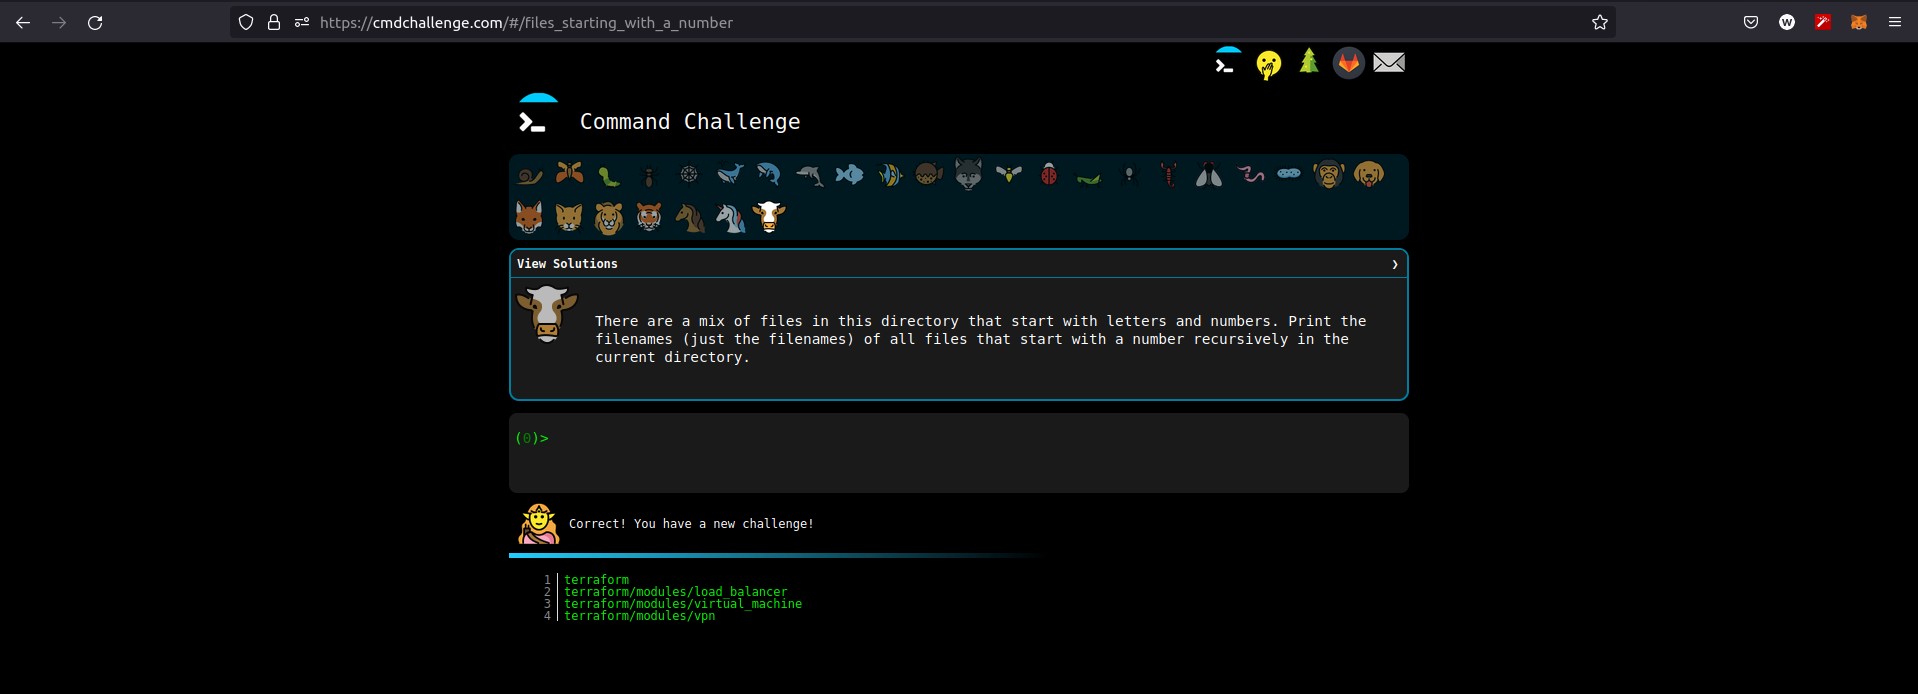 https://cmdchallenge.com/#/files_starting_with_a_number
W
Command Challenge
View Solutions
There are a mix of files in this directory that start with letters and numbers. Print the
filenames (just the filenames) of all files that start with a number recursively in the
current directory.
(0)>
Correct! You have a new challenge!
1 terraform
2 terraform/modules/load_balancer
3 terraform/modules/virtual_machine
4 terraform/modules/vpn